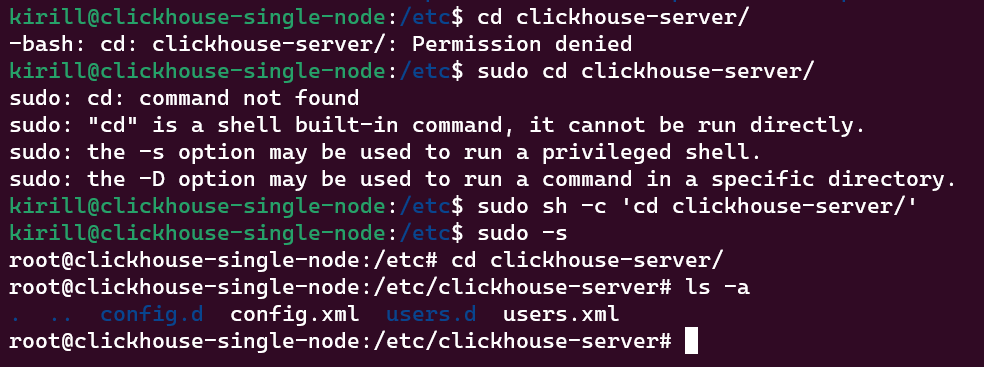 kirill@clickhouse-single-node:/etc$ cd clickhouse-server/
-bash: cd: clickhouse-server/: Permission denied
kirill@clickhouse-single-node:/etc$ sudo cd clickhouse-server/
sudo: cd: command not found
sudo: "cd" is a shell built-in command, it cannot be run directly.
sudo: the -s option may be used to run a privileged shell.
sudo: the -D option may be used to run a command in a specific directory.
kirill@clickhouse-single-node:/etc$ sudo sh -c 'cd clickhouse-server/'
kirill@clickhouse-single-node:/etc$ sudo -s
root@clickhouse-single-node:/etc# cd clickhouse-server/
root@clickhouse-single-node:/etc/clickhouse-server# ls -a
.  ..  config.d  config.xml  users.d  users.xml
root@clickhouse-single-node:/etc/clickhouse-server#